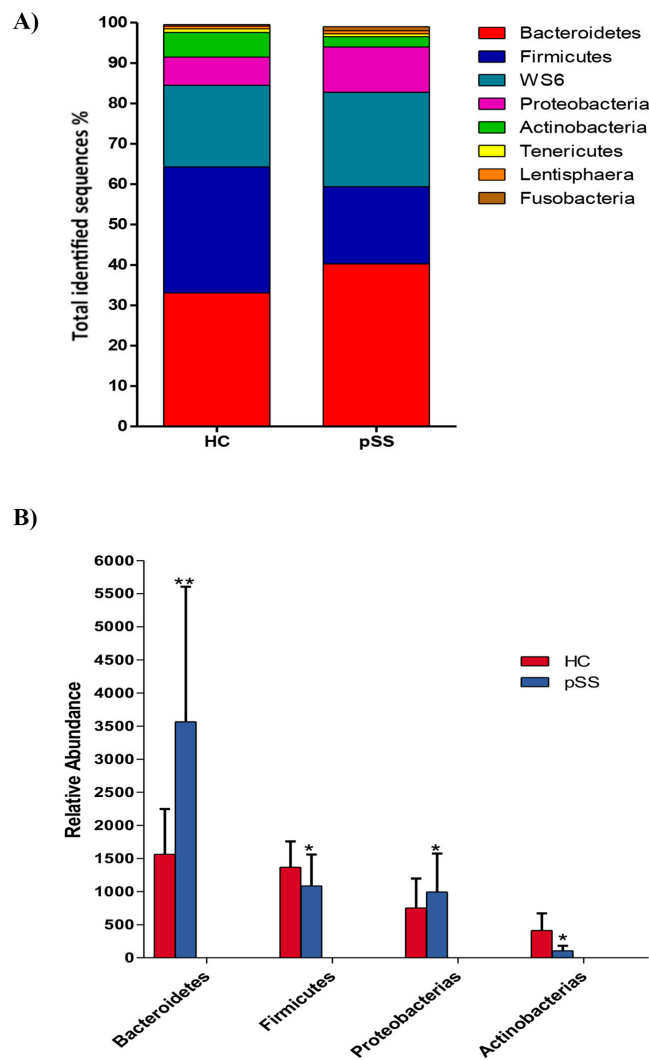 A)
Total identified sequences %
100
90
80
70
60
50
40
30
20
10
0
HC
pSS
Bacteroidetes
Firmicutes
WS6
Proteobacteria
Actinobacteria
Tenericutes
Lentisphaera
Fusobacteria
B)
Relative Abundance
6000
5500
5000
4500
4000
3500
3000
2500
2000
1500
1000
500
0
**
*
*
*
HC
pSS
Bacteroidetes
Firmicutes
Proteobacterias
Actinobacterias